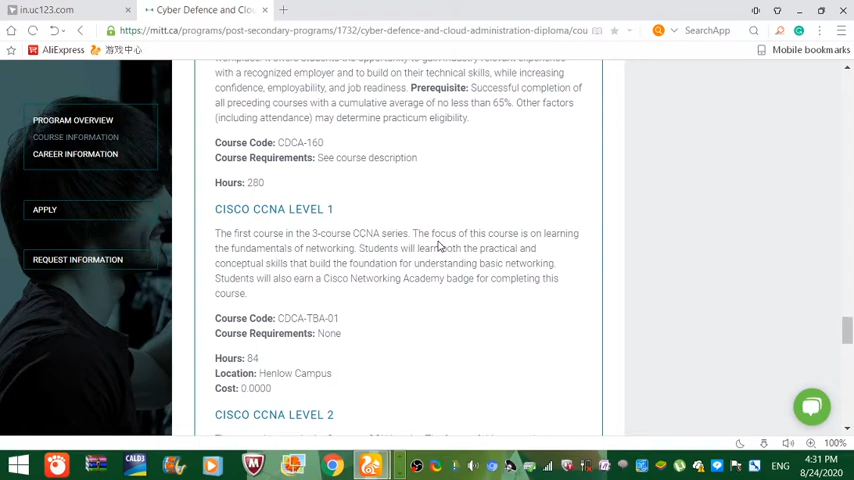 in.uc123.com
Cyber Defence and Clou
https://mitt.ca/programs/post-secondary-programs/1732/cyber-defence-and-cloud-administration-diploma/cou
SearchApp
AliExpress
游戏中心
Mobile bookmarks
PROGRAM OVERVIEW
COURSE INFORMATION
CAREER INFORMATION
APPLY
REQUEST INFORMATION
with a recognized employer and to build on their technical skills, while increasing
confidence, employability, and job readiness. Prerequisite: Successful completion of
all preceding courses with a cumulative average of no less than 65%. Other factors
(including attendance) may determine practicum eligibility.
Course Code: CDCA-160
Course Requirements: See course description
Hours: 280
CISCO CCNA LEVEL 1
The first course in the 3-course CCNA series. The focus of this course is on learning
the fundamentals of networking. Students will learn both the practical and
conceptual skills that build the foundation for understanding basic networking.
Students will also earn a Cisco Networking Academy badge for completing this
course.
Course Code: CDCA-TBA-01
Course Requirements: None
Hours: 84
Location: Henlow Campus
Cost: 0.0000
CISCO CCNA LEVEL 2
100%
CALD3
ENG
4:31 PM
8/24/2020